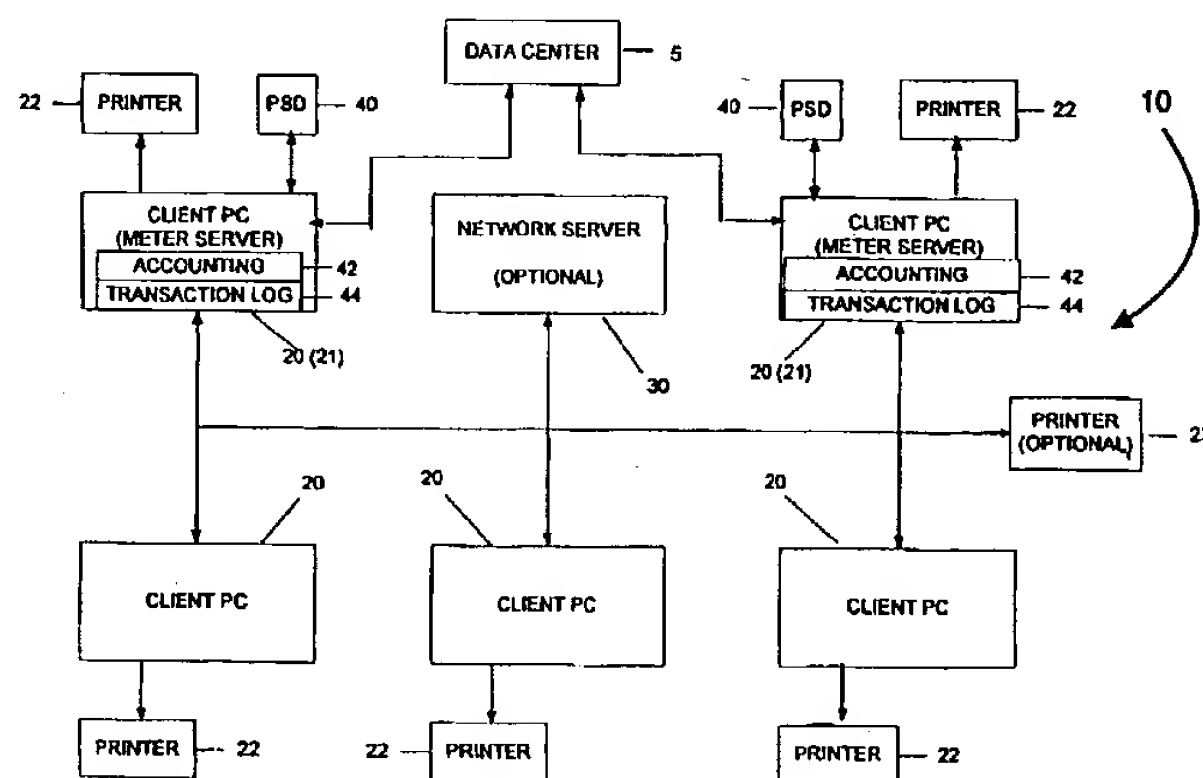 DATA CENTER 5
22 PRINTER
PSD 40
40 PSD
PRINTER 22
10
CLIENT PC
(METER SERVER)
ACCOUNTING 42
TRANSACTION LOG 44
20 (21)
NETWORK SERVER
(OPTIONAL)
30
CLIENT PC
(METER SERVER)
ACCOUNTING 42
TRANSACTION LOG 44
20 (21)
PRINTER
(OPTIONAL)
20
CLIENT PC
20
CLIENT PC
20
CLIENT PC
PRINTER 22
22 PRINTER
PRINTER 22